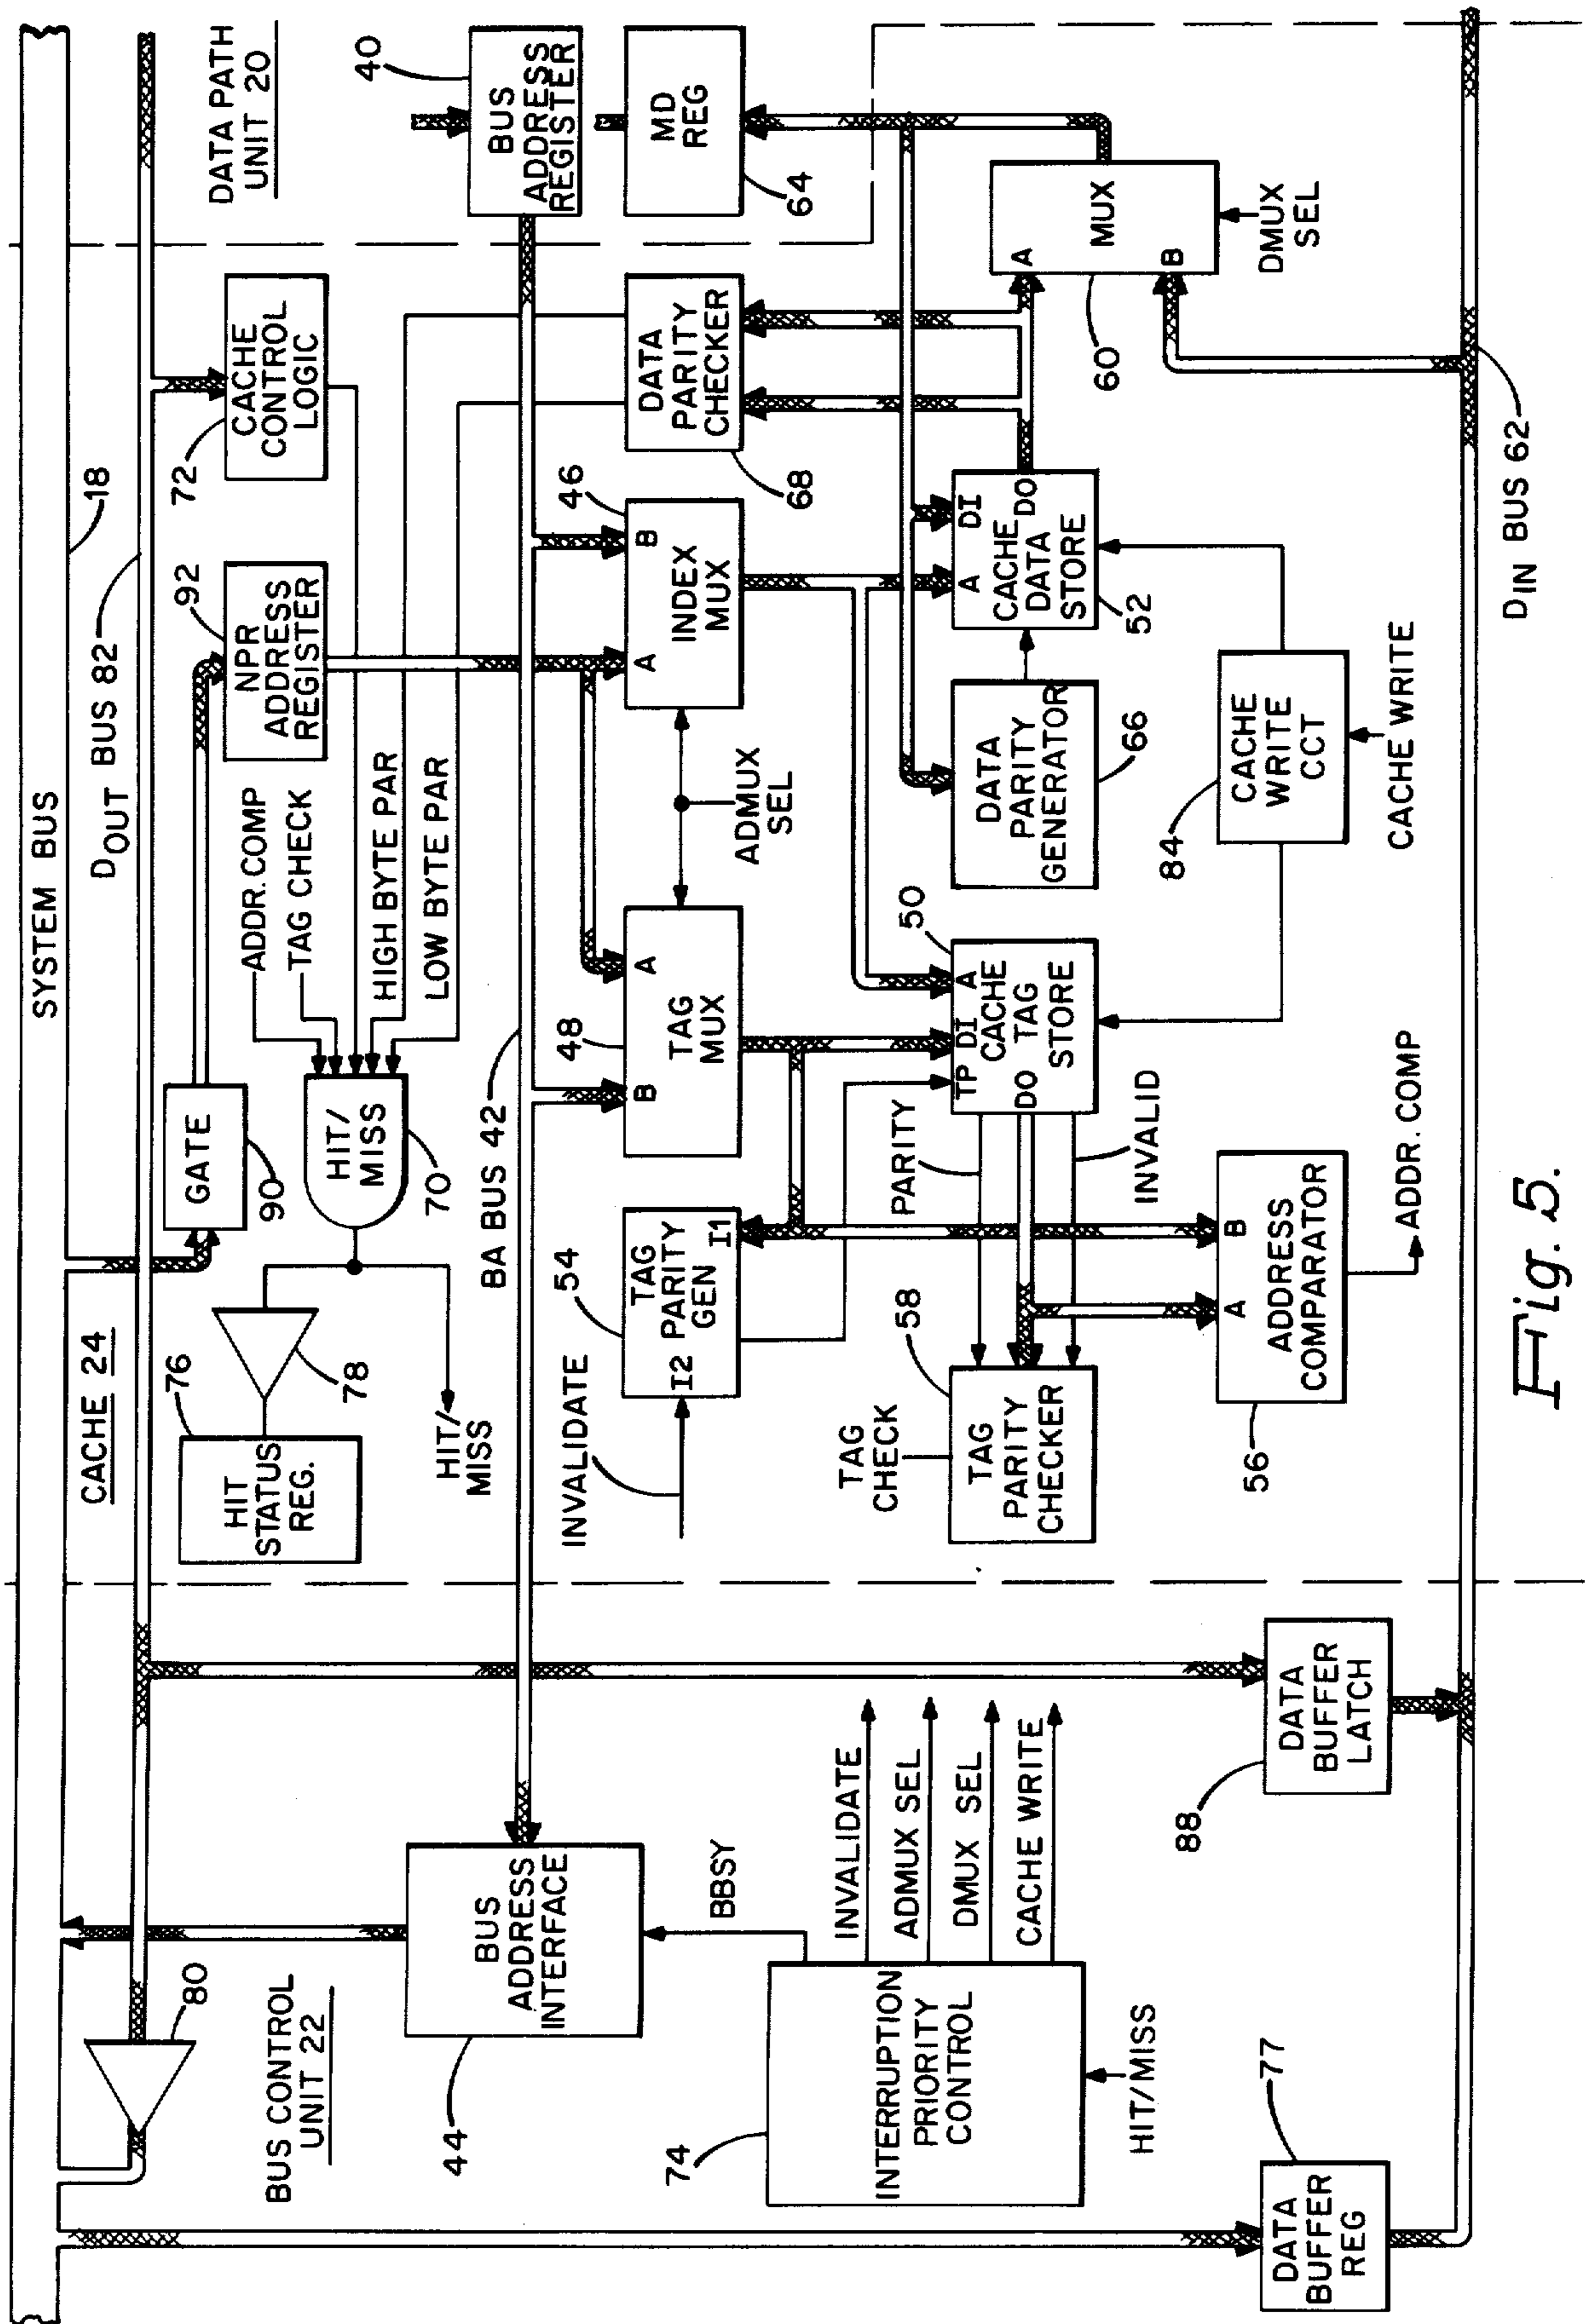 SYSTEM BUS
18
DOUT BUS 82
DATA PATH
UNIT 20
CACHE 24
BUS CONTROL
UNIT 22
80
GATE
90
NPR
ADDRESS
REGISTER
92
CACHE
CONTROL
LOGIC
72
BUS
ADDRESS
REGISTER
40
MD
REG
64
HIT
STATUS
REG.
76
78
HIT/
MISS
HIT/
MISS
70
ADDR.COMP
TAG CHECK
HIGH BYTE PAR
LOW BYTE PAR
BA BUS 42
BUS
ADDRESS
INTERFACE
44
BBSY
INTERRUPTION
PRIORITY
CONTROL
74
HIT/MISS
INVALIDATE
ADMUX SEL
DMUX SEL
CACHE WRITE
INVALIDATE
I2
TAG
PARITY
GEN
I1
54
B
TAG
MUX
A
48
ADMUX
SEL
A
INDEX
MUX
B
46
DATA
PARITY
CHECKER
68
TAG
CHECK
TAG
PARITY
CHECKER
58
PARITY
INVALID
TP
DI
A
DO
CACHE
TAG
STORE
50
DATA
PARITY
GENERATOR
66
A
DI
CACHE
DATA
STORE
DO
52
A
B
MUX
60
DMUX
SEL
A
B
ADDRESS
COMPARATOR
56
ADDR. COMP
CACHE
WRITE
CCT
84
CACHE WRITE
DATA
BUFFER
LATCH
88
DATA
BUFFER
REG
77
DIN BUS 62
Fig. 5.